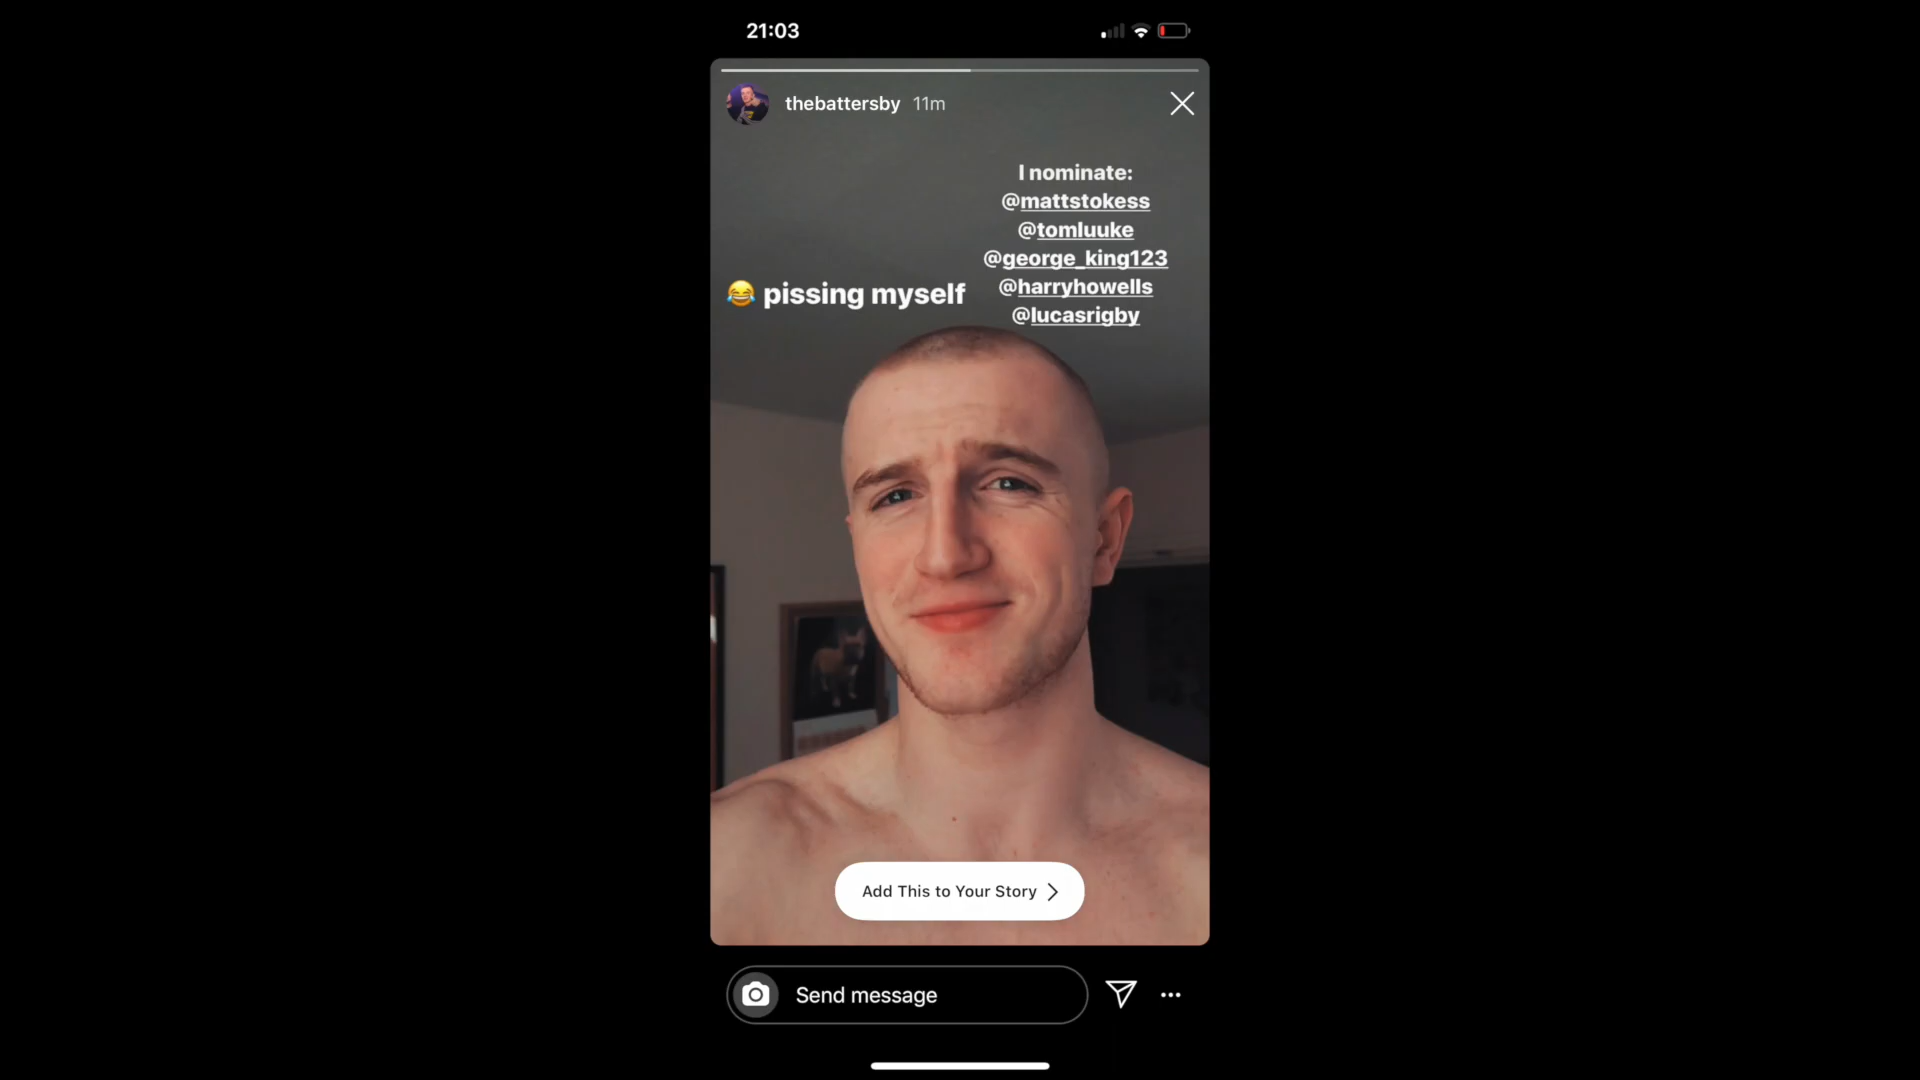 21:03
thebattersby 11m
I nominate:
@mattstokess
@tomluuke
@george_king123
@harryhowells
@lucasrigby
😂 pissing myself
Add This to Your Story
Send message